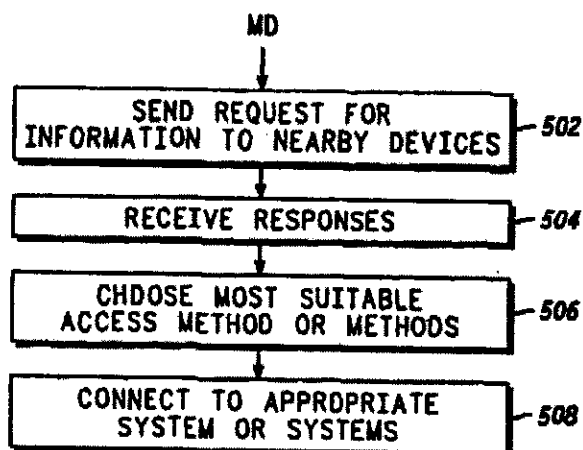 MD
SEND REQUEST FOR
INFORMATION TO NEARBY DEVICES
502
RECEIVE RESPONSES
504
CHOOSE MOST SUITABLE
ACCESS METHOD OR METHODS
506
CONNECT TO APPROPRIATE
SYSTEM OR SYSTEMS
508